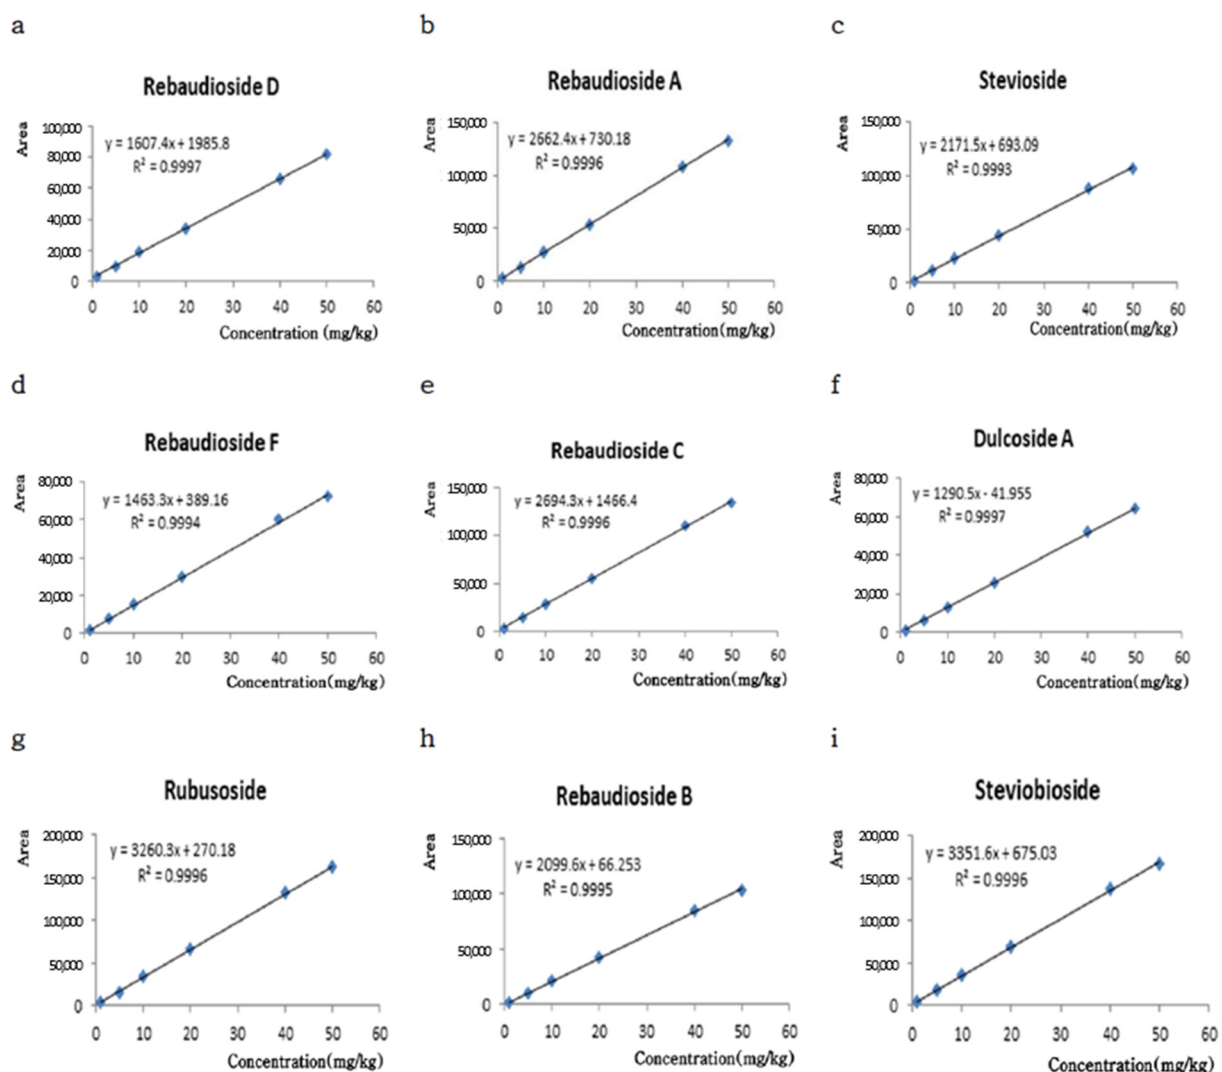 a
Rebaudioside D
Area
100,000
80,000
60,000
40,000
20,000
0
y = 1607.4x + 1985.8
R² = 0.9997
0 10 20 30 40 50 60
Concentration (mg/kg)
b
Rebaudioside A
Area
150,000
100,000
50,000
0
y = 2662.4x + 730.18
R² = 0.9996
0 10 20 30 40 50 60
Concentration(mg/kg)
c
Stevioside
Area
150,000
100,000
50,000
0
y = 2171.5x + 693.09
R² = 0.9993
0 10 20 30 40 50 60
Concentration(mg/kg)
d
Rebaudioside F
Area
80,000
60,000
40,000
20,000
0
y = 1463.3x + 389.16
R² = 0.9994
0 10 20 30 40 50 60
Concentration(mg/kg)
e
Rebaudioside C
Area
150,000
100,000
50,000
0
y = 2694.3x + 1466.4
R² = 0.9996
0 10 20 30 40 50 60
Concentration(mg/kg)
f
Dulcoside A
Area
80,000
60,000
40,000
20,000
0
y = 1290.5x - 41.955
R² = 0.9997
0 10 20 30 40 50 60
Concentration(mg/kg)
g
Rubusoside
Area
200,000
150,000
100,000
50,000
0
y = 3260.3x + 270.18
R² = 0.9996
0 10 20 30 40 50 60
Concentration(mg/kg)
h
Rebaudioside B
Area
150,000
100,000
50,000
0
y = 2099.6x + 66.253
R² = 0.9995
0 10 20 30 40 50 60
Concentration(mg/kg)
i
Steviobioside
Area
200,000
150,000
100,000
50,000
0
y = 3351.6x + 675.03
R² = 0.9996
0 10 20 30 40 50 60
Concentration(mg/kg)